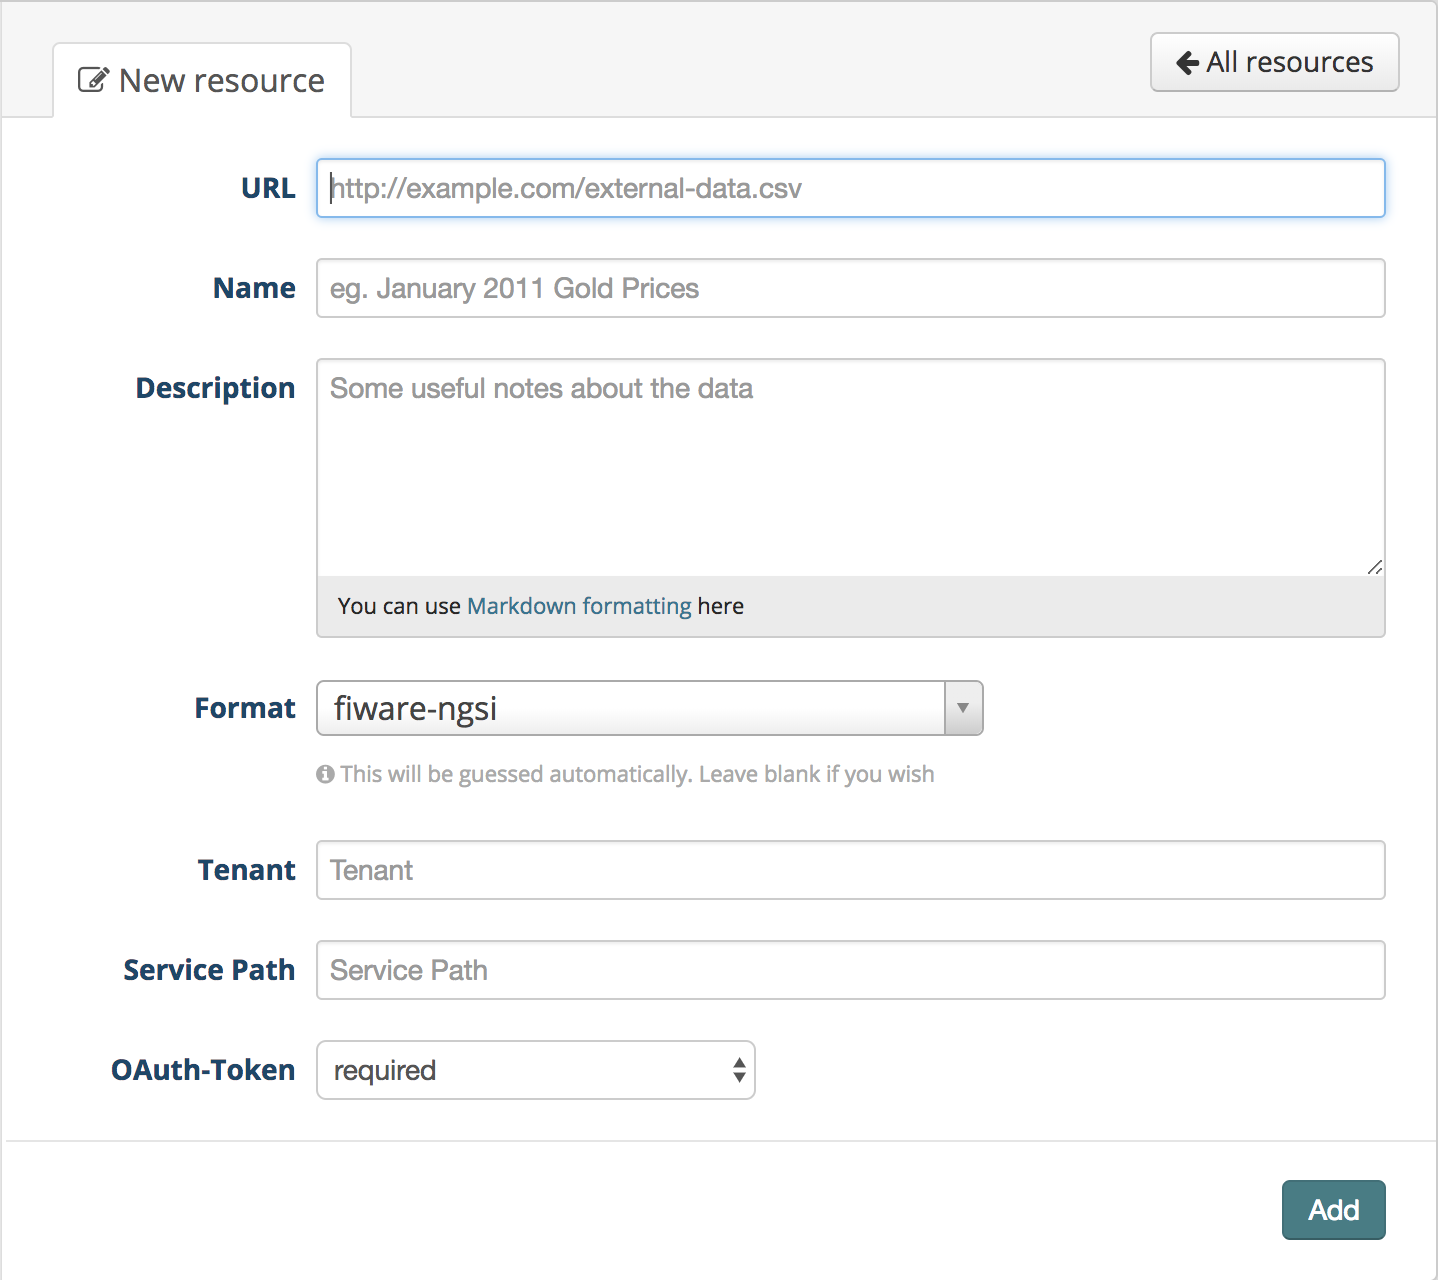 New resource
All resources
URL
http://example.com/external-data.csv
Name
eg. January 2011 Gold Prices
Description
Some useful notes about the data
You can use Markdown formatting here
Format
fiware-ngsi
This will be guessed automatically. Leave blank if you wish
Tenant
Tenant
Service Path
Service Path
OAuth-Token
required
Add